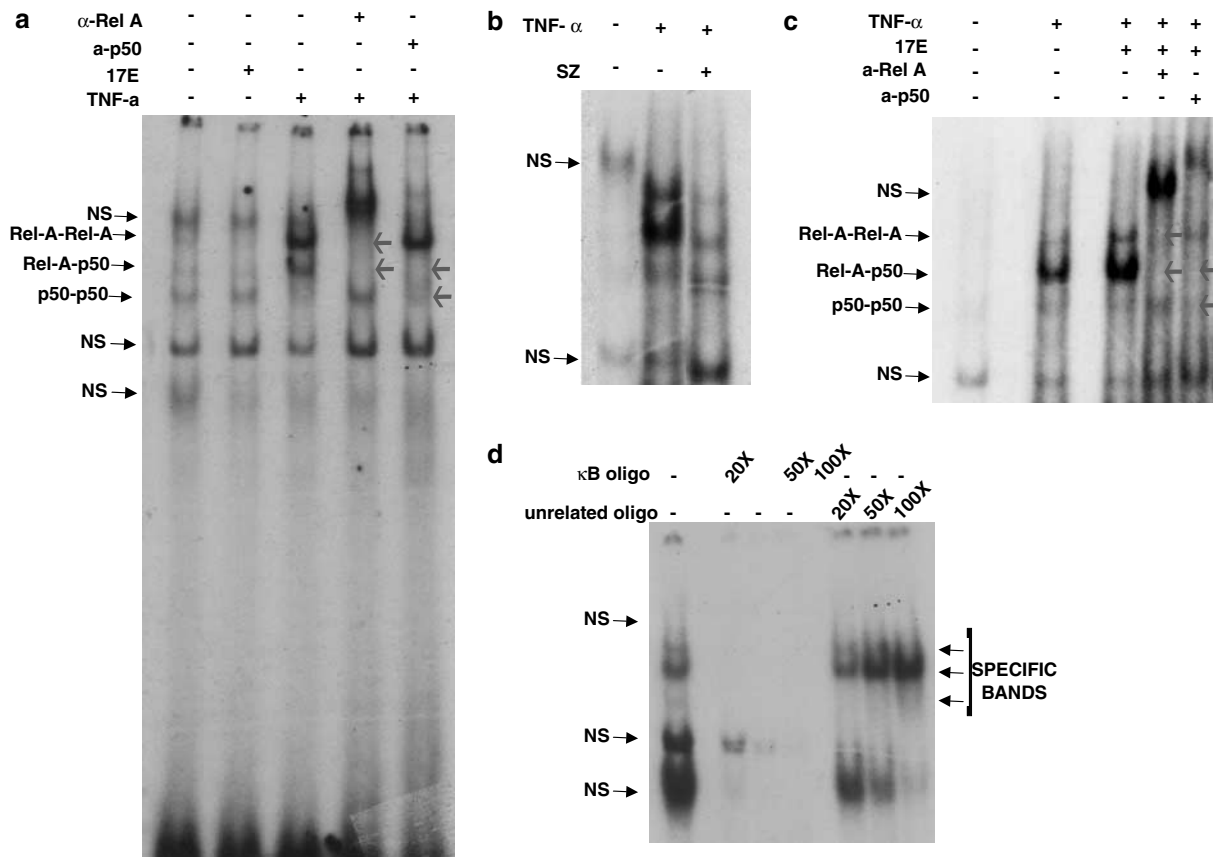 a
α-Rel A - - - + -
a-p50 - - - - +
17E - + - - -
TNF-a - - + + +
NS
Rel-A-Rel-A
Rel-A-p50
p50-p50
NS
NS
b
TNF- α - + +
SZ - - +
NS
NS
c
TNF-α - + + + +
17E - - + + +
a-Rel A - - - + -
a-p50 - - - - +
NS
Rel-A-Rel-A
Rel-A-p50
p50-p50
NS
d
κB oligo - 20X 50X 100X - - -
unrelated oligo - - - - 20X 50X 100X
NS
NS
NS
SPECIFIC
BANDS